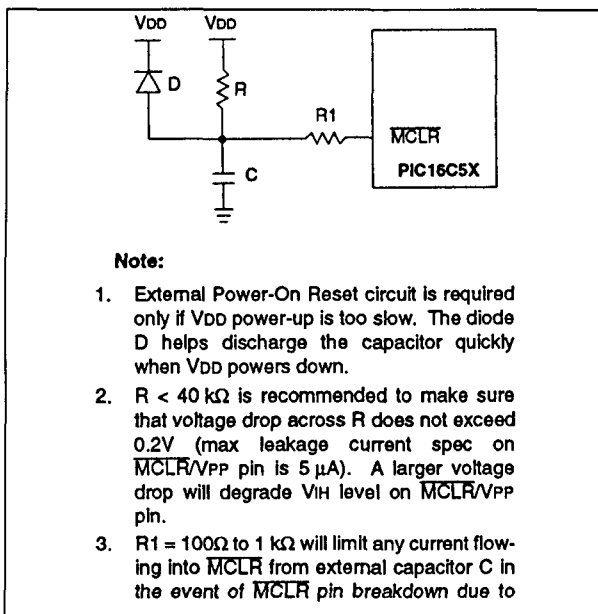 VDD VDD
D
R
R1
MCLR
PIC16C5X
C
Note:
1. External Power-On Reset circuit is required
only if VDD power-up is too slow. The diode
D helps discharge the capacitor quickly
when VDD powers down.
2. R < 40 kΩ is recommended to make sure
that voltage drop across R does not exceed
0.2V (max leakage current spec on
MCLR/VPP pin is 5 μA). A larger voltage
drop will degrade VIH level on MCLR/VPP
pin.
3. R1 = 100Ω to 1 kΩ will limit any current flow-
ing into MCLR from external capacitor C in
the event of MCLR pin breakdown due to